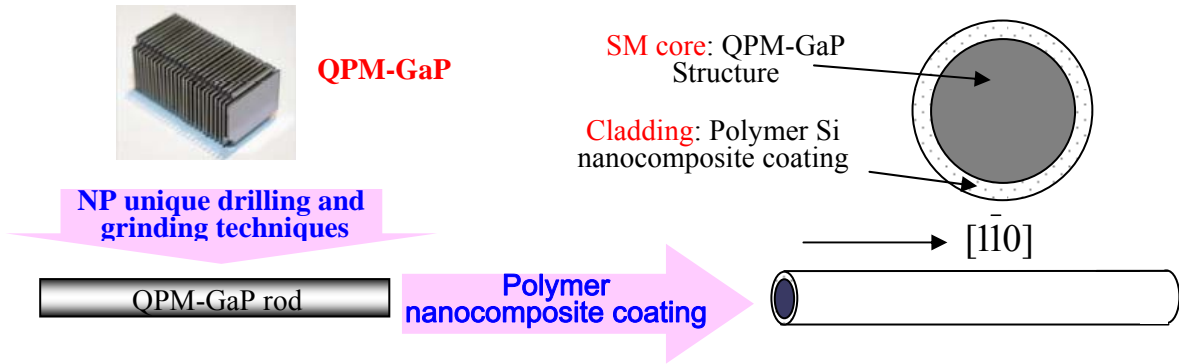 QPM-GaP
SM core: QPM-GaP
Structure
Cladding: Polymer Si
nanocomposite coating
NP unique drilling and
grinding techniques
[11̄0]
QPM-GaP rod
Polymer
nanocomposite coating